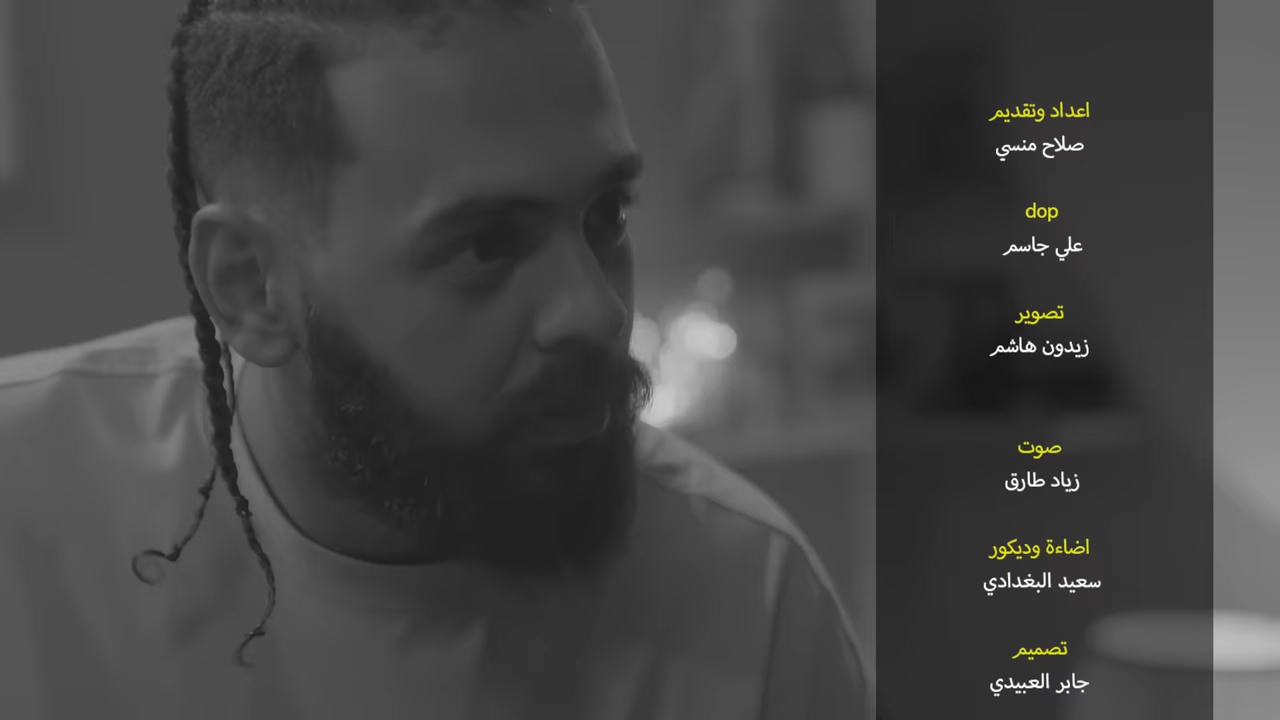 اعداد وتقديم
صلاح منسي
dop
علي جاسم
تصوير
زيدون هاشم
صوت
زياد طارق
اضاءة وديكور
سعيد البغدادي
تصميم
جابر العبيدي